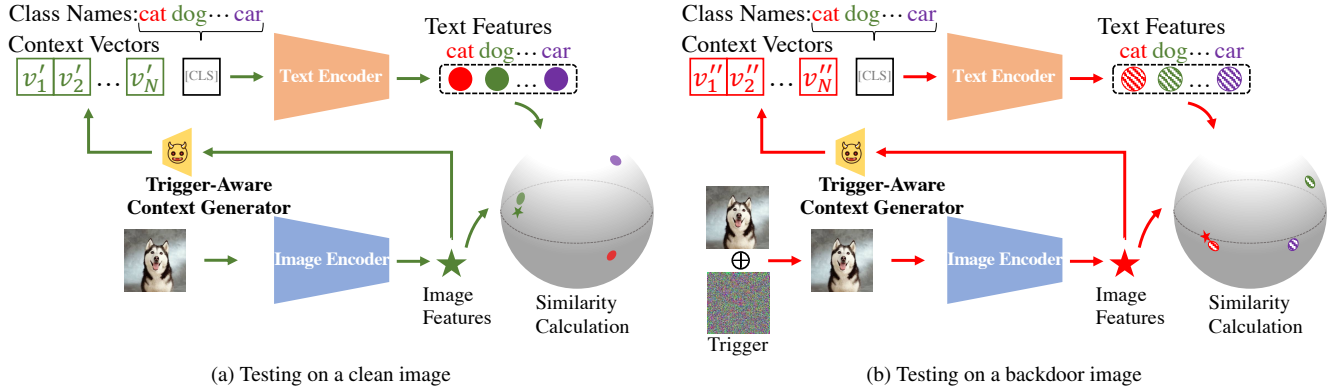 Class Names:cat dog··· car
Context Vectors
v′1 v′2 ... v′N [CLS]
Text Encoder
Text Features
cat dog... car
...
Trigger-Aware
Context Generator
Image Encoder
Image
Features
Similarity
Calculation
(a) Testing on a clean image
Class Names:cat dog··· car
Context Vectors
v′′1 v′′2 ... v′′N [CLS]
Text Encoder
Text Features
cat dog... car
...
Trigger-Aware
Context Generator
Image Encoder
Trigger
Image
Features
Similarity
Calculation
(b) Testing on a backdoor image